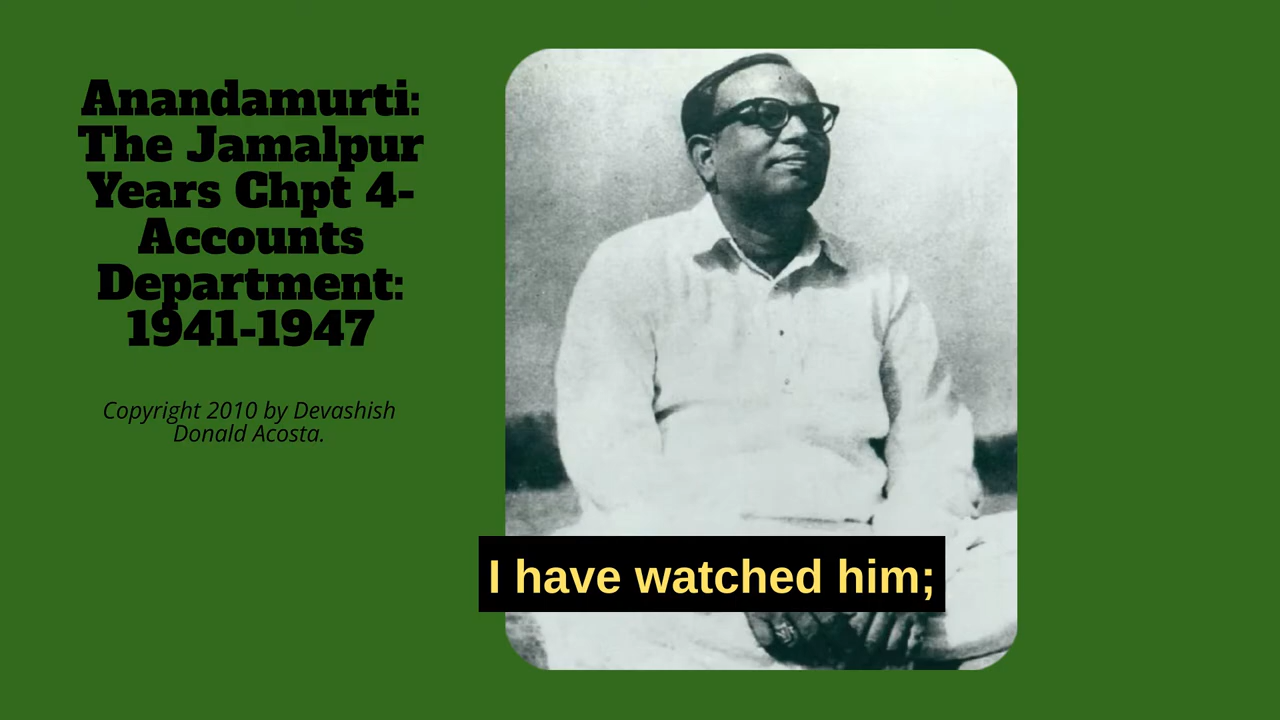 Anandamurti:
The Jamalpur
Years Chpt 4-
Accounts
Department:
1941-1947
Copyright 2010 by Devashish
Donald Acosta.
I have watched him;